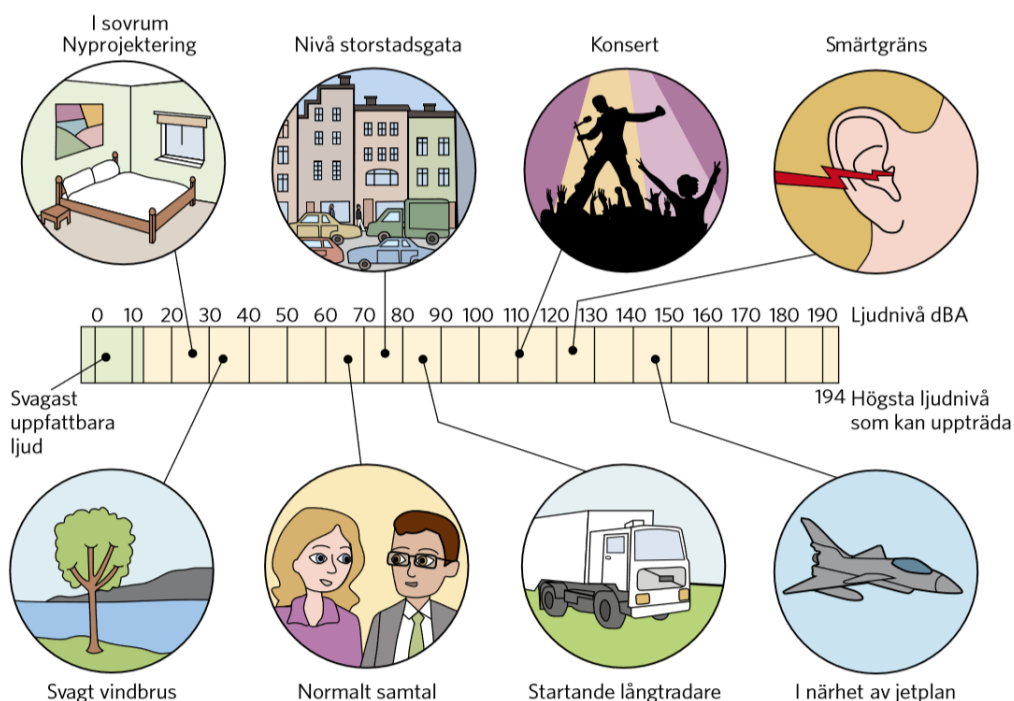 I sovrum
Nyprojektering
Nivå storstadsgata
Konsert
Smärtgräns
0 10 20 30 40 50 60 70 80 90 100 110 120 130 140 150 160 170 180 190 Ljudnivå dBA
Svagast
uppfattbara
ljud
194 Högsta ljudnivå
som kan uppträda
Svagt vindbrus
Normalt samtal
Startande långtradare
I närhet av jetplan